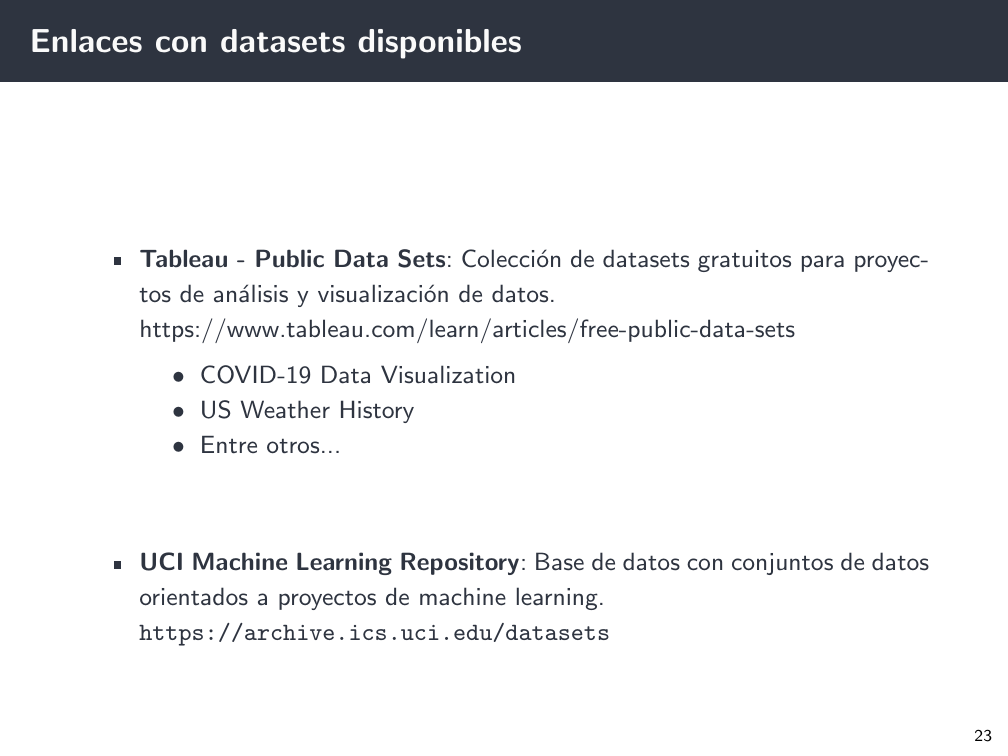 Enlaces con datasets disponibles
▪ Tableau - Public Data Sets: Colección de datasets gratuitos para proyec-
tos de análisis y visualización de datos.
https://www.tableau.com/learn/articles/free-public-data-sets
• COVID-19 Data Visualization
• US Weather History
• Entre otros...
▪ UCI Machine Learning Repository: Base de datos con conjuntos de datos
orientados a proyectos de machine learning.
https://archive.ics.uci.edu/datasets
23